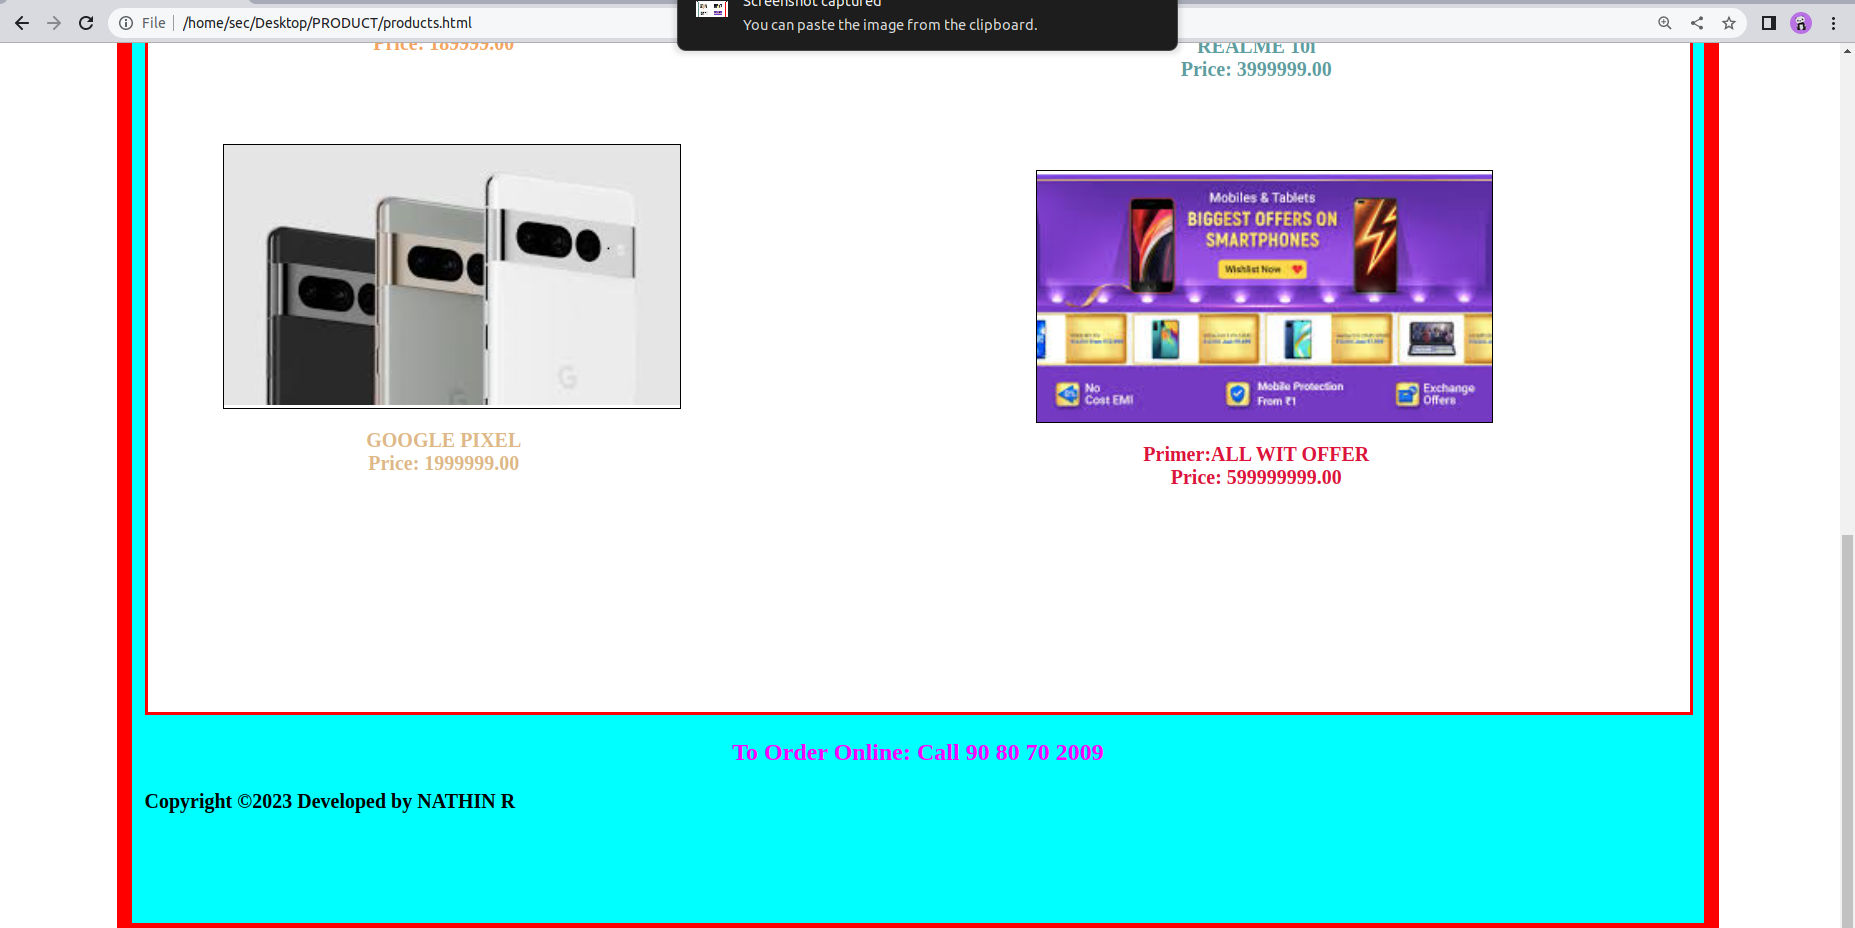 File
/home/sec/Desktop/PRODUCT/products.html
Screenshot captured
You can paste the image from the clipboard.
Price: 189999.00
REALME 10I
Price: 3999999.00
Mobiles & Tablets
BIGGEST OFFERS ON
SMARTPHONES
Wishlist Now
No
Cost EMI
Mobile Protection
From ₹1
Exchange
Offers
GOOGLE PIXEL
Price: 1999999.00
Primer:ALL WIT OFFER
Price: 599999999.00
To Order Online: Call 90 80 70 2009
Copyright ©2023 Developed by NATHIN R